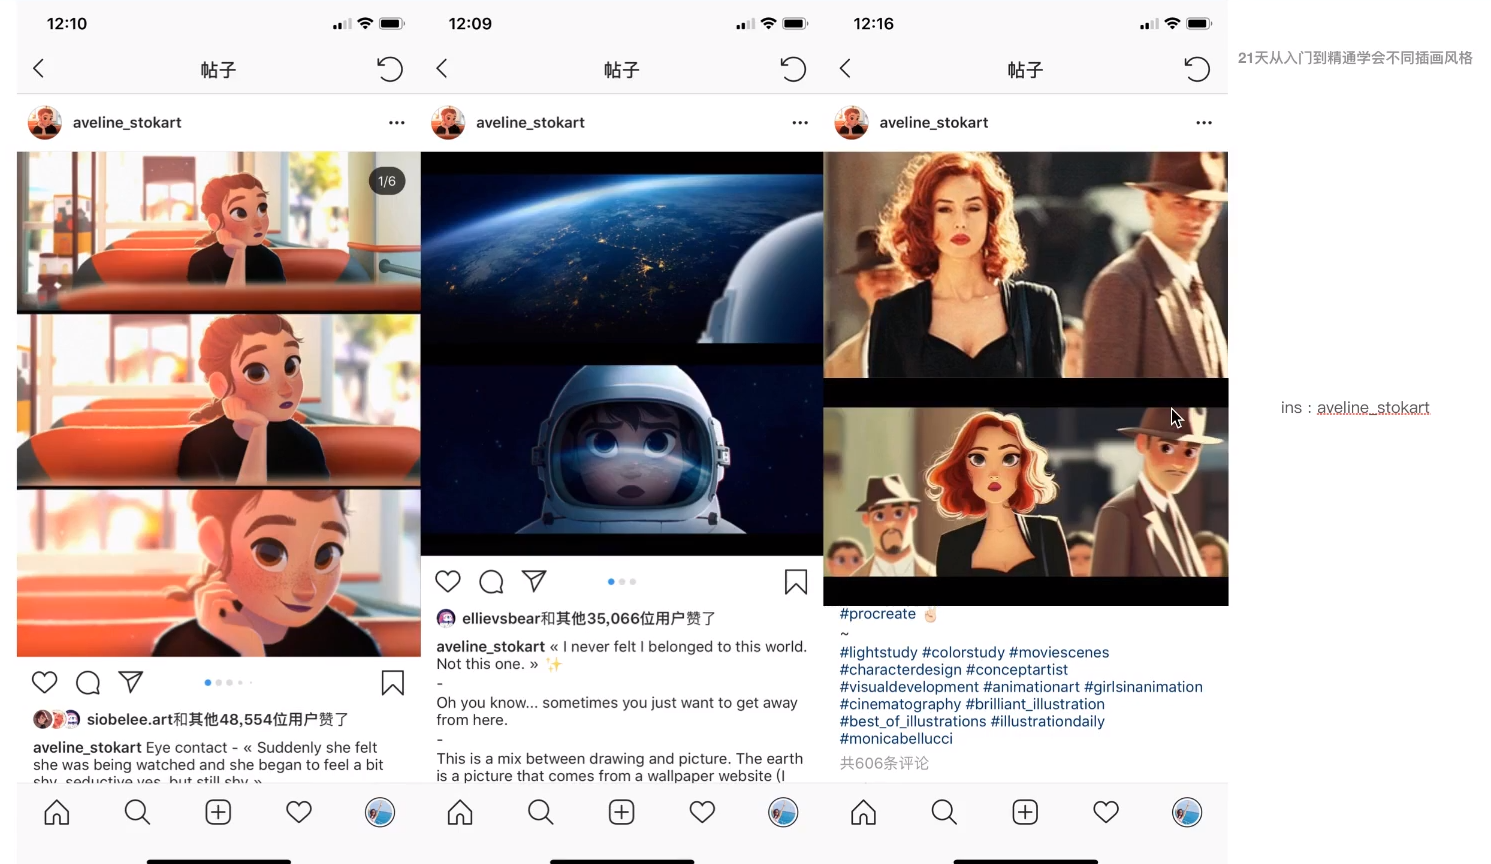 12:10
帖子
aveline_stokart
1/6
siobelee.art和其他48,554位用户赞了
aveline_stokart Eye contact - « Suddenly she felt
she was being watched and she began to feel a bit
shy, seductive yes, but still shy »
12:09
帖子
aveline_stokart
ellievsbear和其他35,066位用户赞了
aveline_stokart « I never felt I belonged to this world.
Not this one. » ✨
-
Oh you know... sometimes you just want to get away
from here.
-
This is a mix between drawing and picture. The earth
is a picture that comes from a wallpaper website (I
12:16
帖子
aveline_stokart
#procreate ✌🏻
~
#lightstudy #colorstudy #moviescenes
#characterdesign #conceptartist
#visualdevelopment #animationart #girlsinanimation
#cinematography #brilliant_illustration
#best_of_illustrations #illustrationdaily
#monicabellucci
共606条评论
21天从入门到精通学会不同插画风格
ins : aveline_stokart